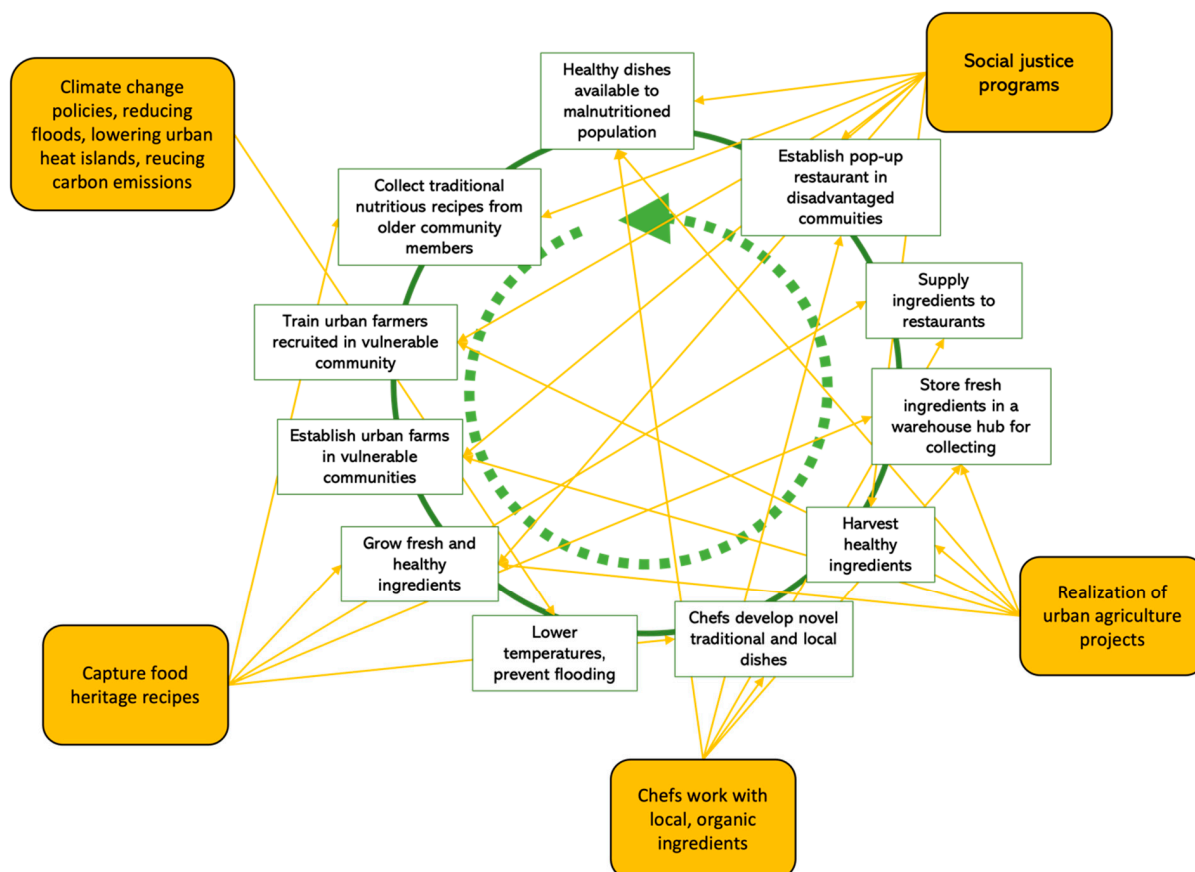 Healthy dishes
available to
malnutritioned
population
Social justice
programs
Climate change
policies, reducing
floods, lowering urban
heat islands, reucing
carbon emissions
Establish pop-up
restaurant in
disadvantaged
commuities
Collect traditional
nutritious recipes from
older community
members
Supply
ingredients to
restaurants
Train urban farmers
recruited in vulnerable
community
Store fresh
ingredients in a
warehouse hub for
collecting
Establish urban farms
in vulnerable
communities
Harvest
healthy
ingredients
Grow fresh and
healthy
ingredients
Realization of
urban agriculture
projects
Lower
temperatures,
prevent flooding
Chefs develop novel
traditional and local
dishes
Capture food
heritage recipes
Chefs work with
local, organic
ingredients